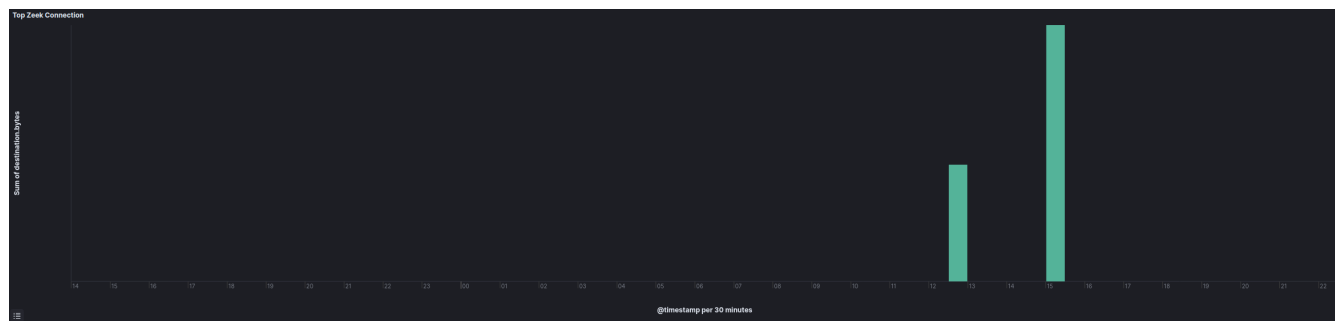 Top Zeek Connection
Sum of destination.bytes
14 15 16 17 18 19 20 21 22 23 00 01 02 03 04 05 06 07 08 09 10 11 12 13 14 15 16 17 18 19 20 21 22
@timestamp per 30 minutes